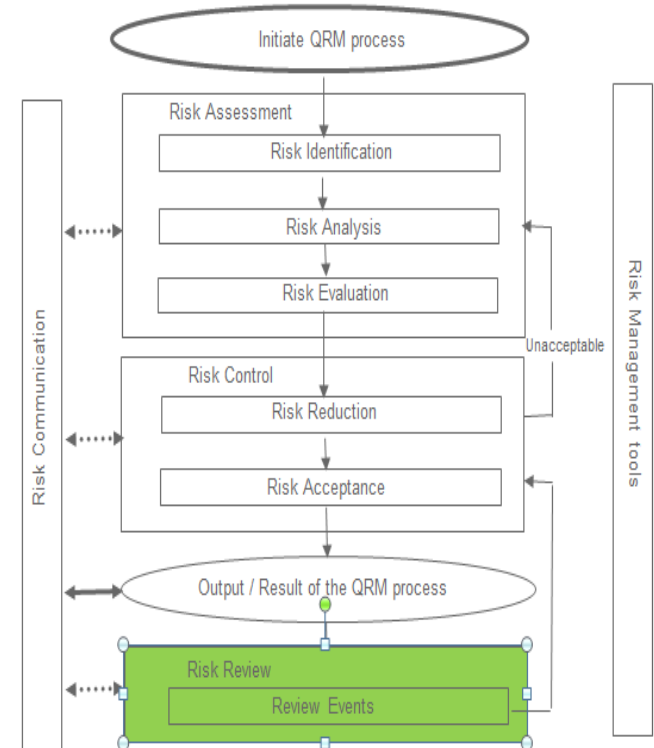 Initiate QRM process
Risk Assessment
Risk Identification
Risk Analysis
Risk Evaluation
Unacceptable
Risk Control
Risk Reduction
Risk Acceptance
Output / Result of the QRM process
Risk Review
Review Events
Risk Communication
Risk Management tools